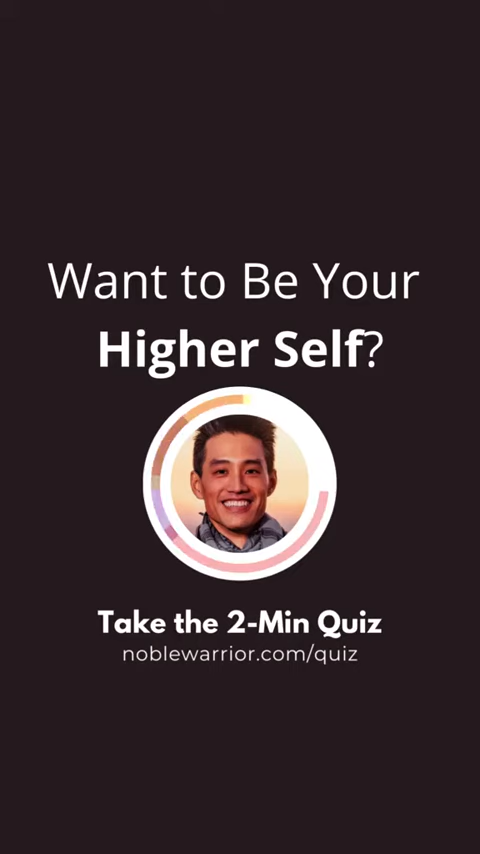 Want to Be Your
Higher Self?
Take the 2-Min Quiz
noblewarrior.com/quiz